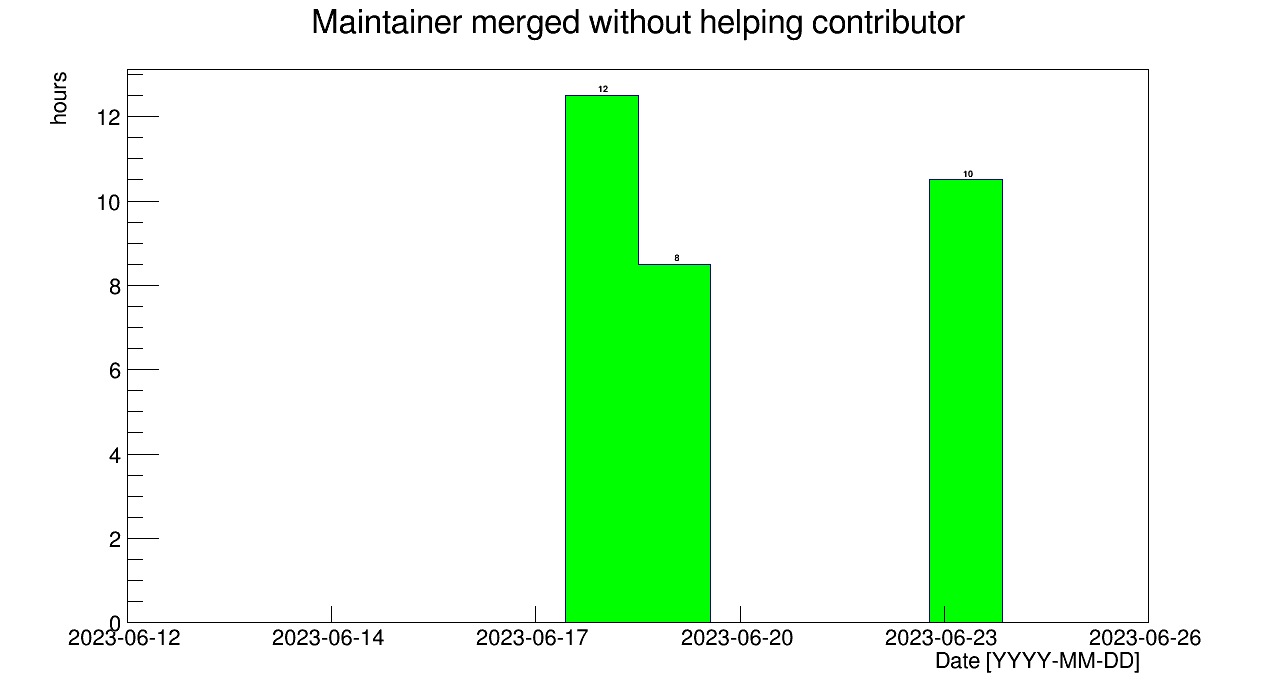 Maintainer merged without helping contributor
hours
12
10
8
6
4
2
0
12
8
10
2023-06-12 2023-06-14 2023-06-17 2023-06-20 2023-06-23 2023-06-26
Date [YYYY-MM-DD]